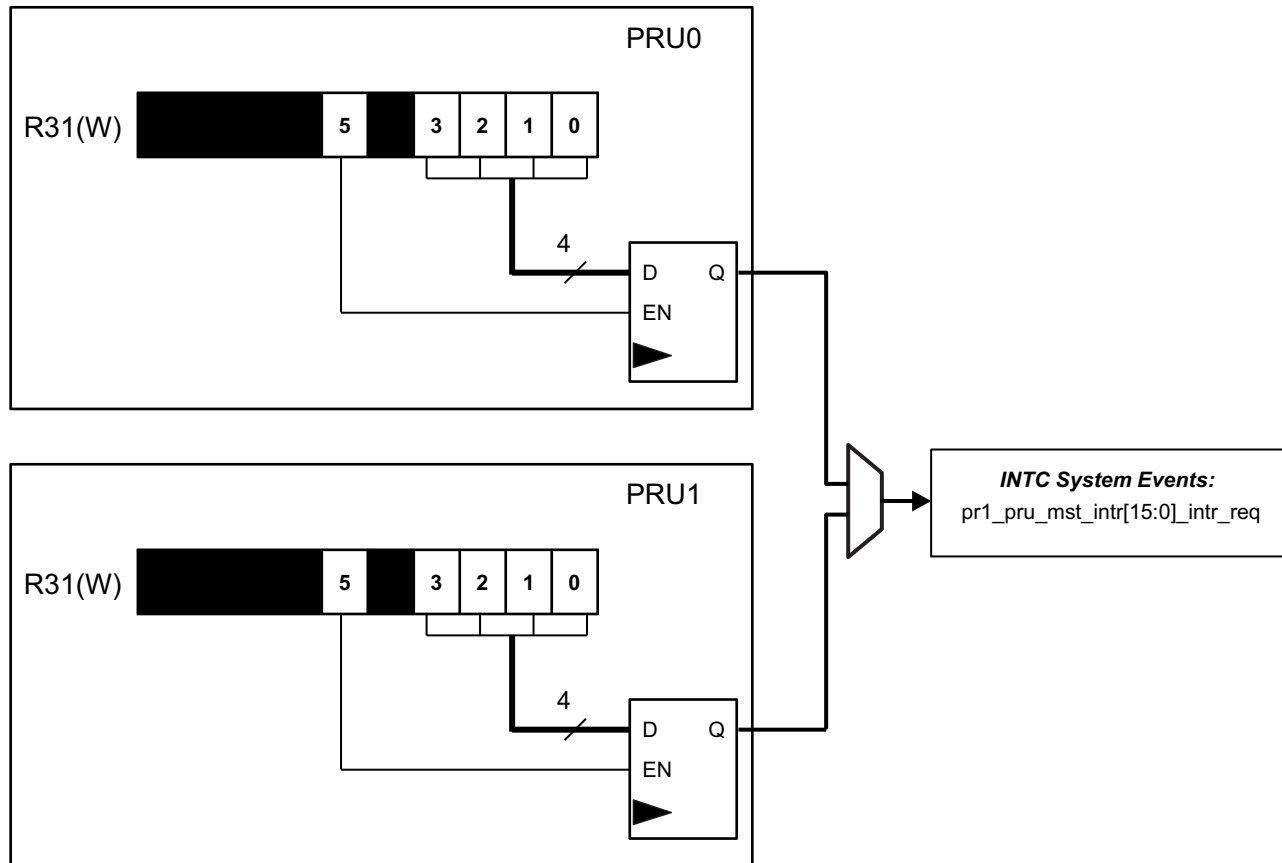 PRU0
R31(W)
5 3 2 1 0
4
D Q
EN
INTC System Events:
pr1_pru_mst_intr[15:0]_intr_req
PRU1
R31(W)
5 3 2 1 0
4
D Q
EN